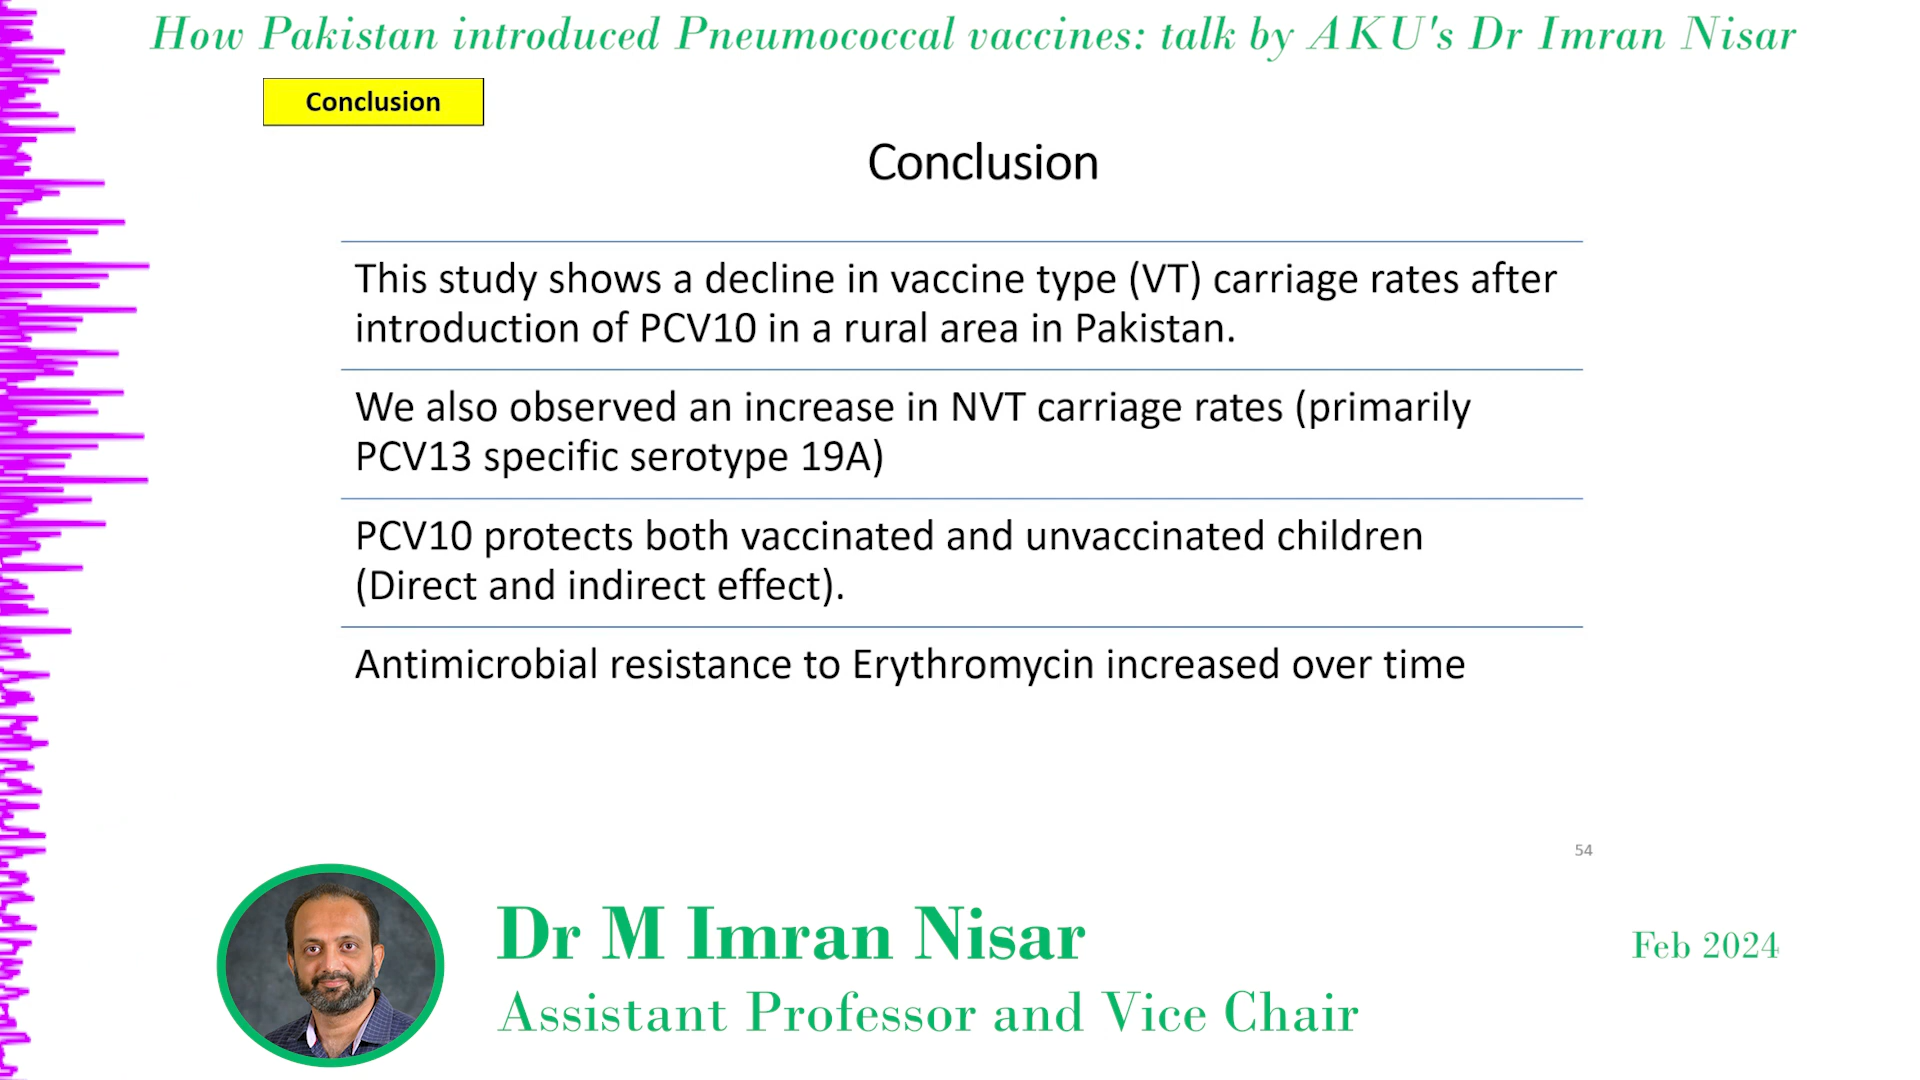 How Pakistan introduced Pneumococcal vaccines: talk by AKU's Dr Imran Nisar
Conclusion
Conclusion
This study shows a decline in vaccine type (VT) carriage rates after
introduction of PCV10 in a rural area in Pakistan.
We also observed an increase in NVT carriage rates (primarily
PCV13 specific serotype 19A)
PCV10 protects both vaccinated and unvaccinated children
(Direct and indirect effect).
Antimicrobial resistance to Erythromycin increased over time
54
Dr M Imran Nisar
Assistant Professor and Vice Chair
Feb 2024